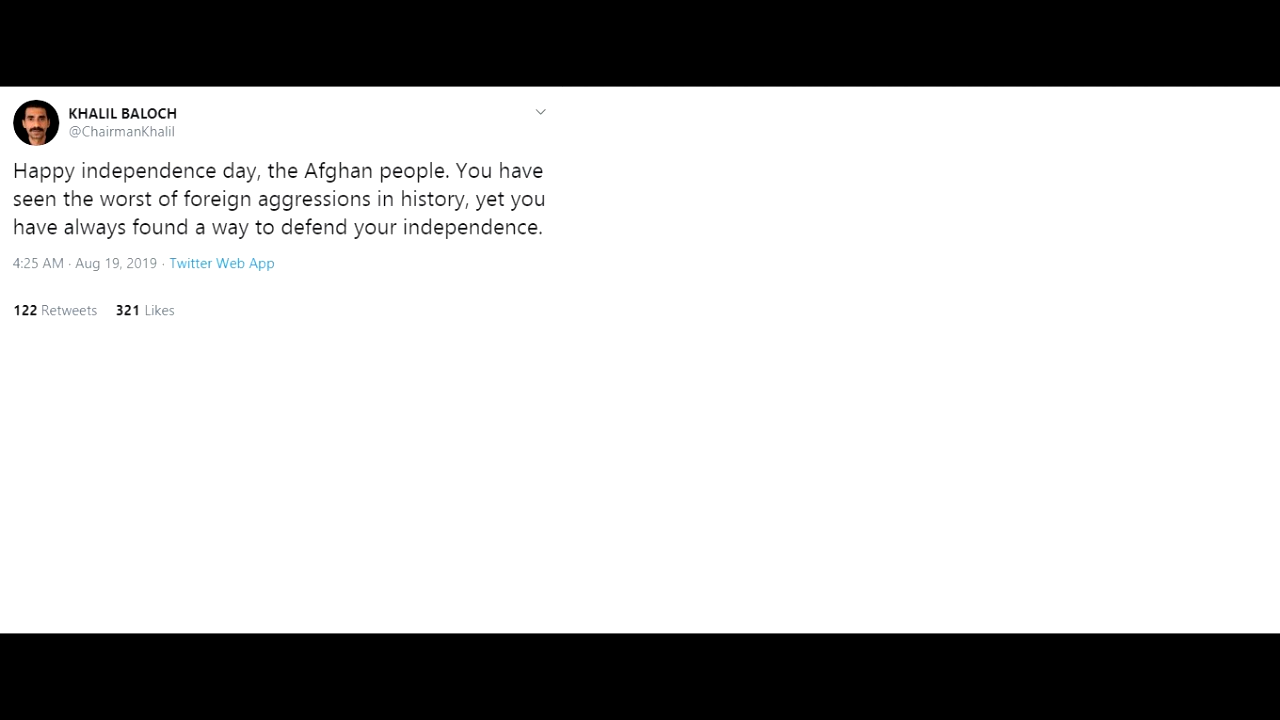 KHALIL BALOCH
@ChairmanKhalil
Happy independence day, the Afghan people. You have
seen the worst of foreign aggressions in history, yet you
have always found a way to defend your independence.
4:25 AM · Aug 19, 2019 · Twitter Web App
122 Retweets 321 Likes